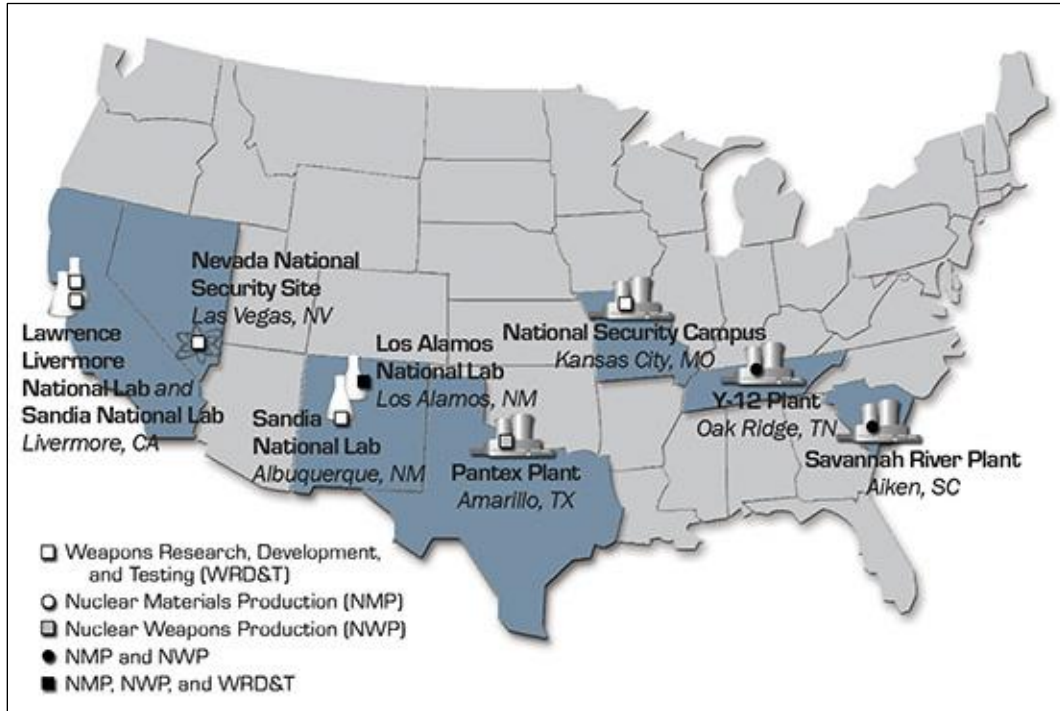 Nevada National
Security Site
Las Vegas, NV
Lawrence
Livermore
National Lab and
Sandia National Lab
Livermore, CA
Los Alamos
National Lab
Los Alamos, NM
Sandia
National Lab
Albuquerque, NM
National Security Campus
Kansas City, MO
Pantex Plant
Amarillo, TX
Y-12 Plant
Oak Ridge, TN
Savannah River Plant
Aiken, SC
Weapons Research, Development,
and Testing (WRD&T)
Nuclear Materials Production (NMP)
Nuclear Weapons Production (NWP)
NMP and NWP
NMP, NWP, and WRD&T